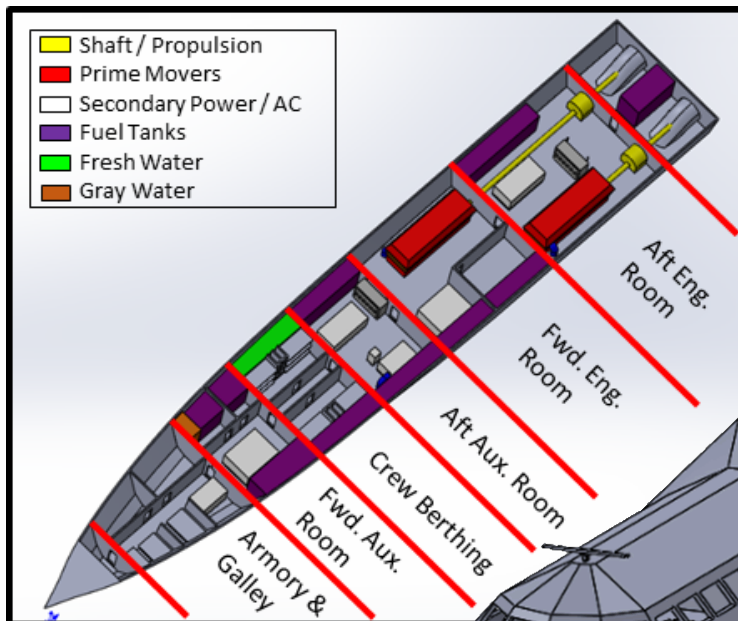 Shaft / Propulsion
Prime Movers
Secondary Power / AC
Fuel Tanks
Fresh Water
Gray Water
Aft Eng.
Room
Fwd. Eng.
Room
Aft Aux. Room
Crew Berthing
Fwd. Aux.
Room
Armory &
Galley